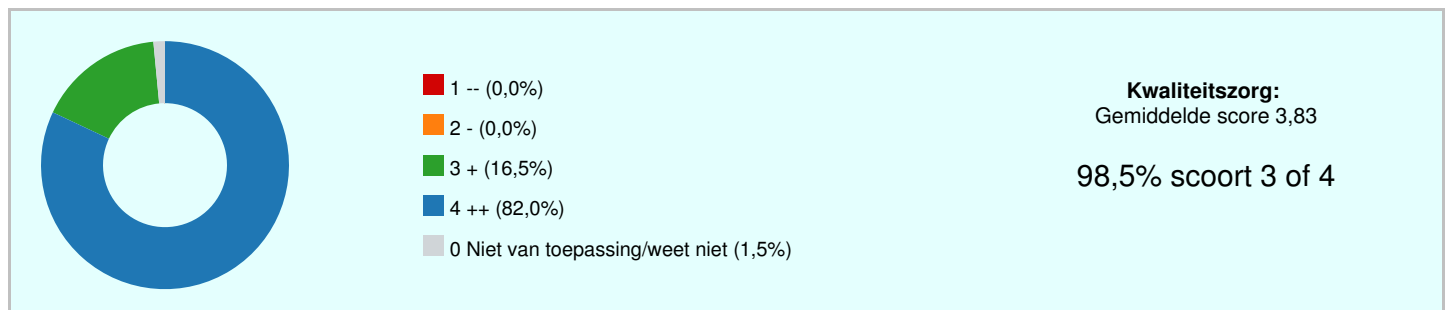 1 -- (0,0%)
2 - (0,0%)
3 + (16,5%)
4 ++ (82,0%)
0 Niet van toepassing/weet niet (1,5%)
Kwaliteitszorg:
Gemiddelde score 3,83
98,5% scoort 3 of 4